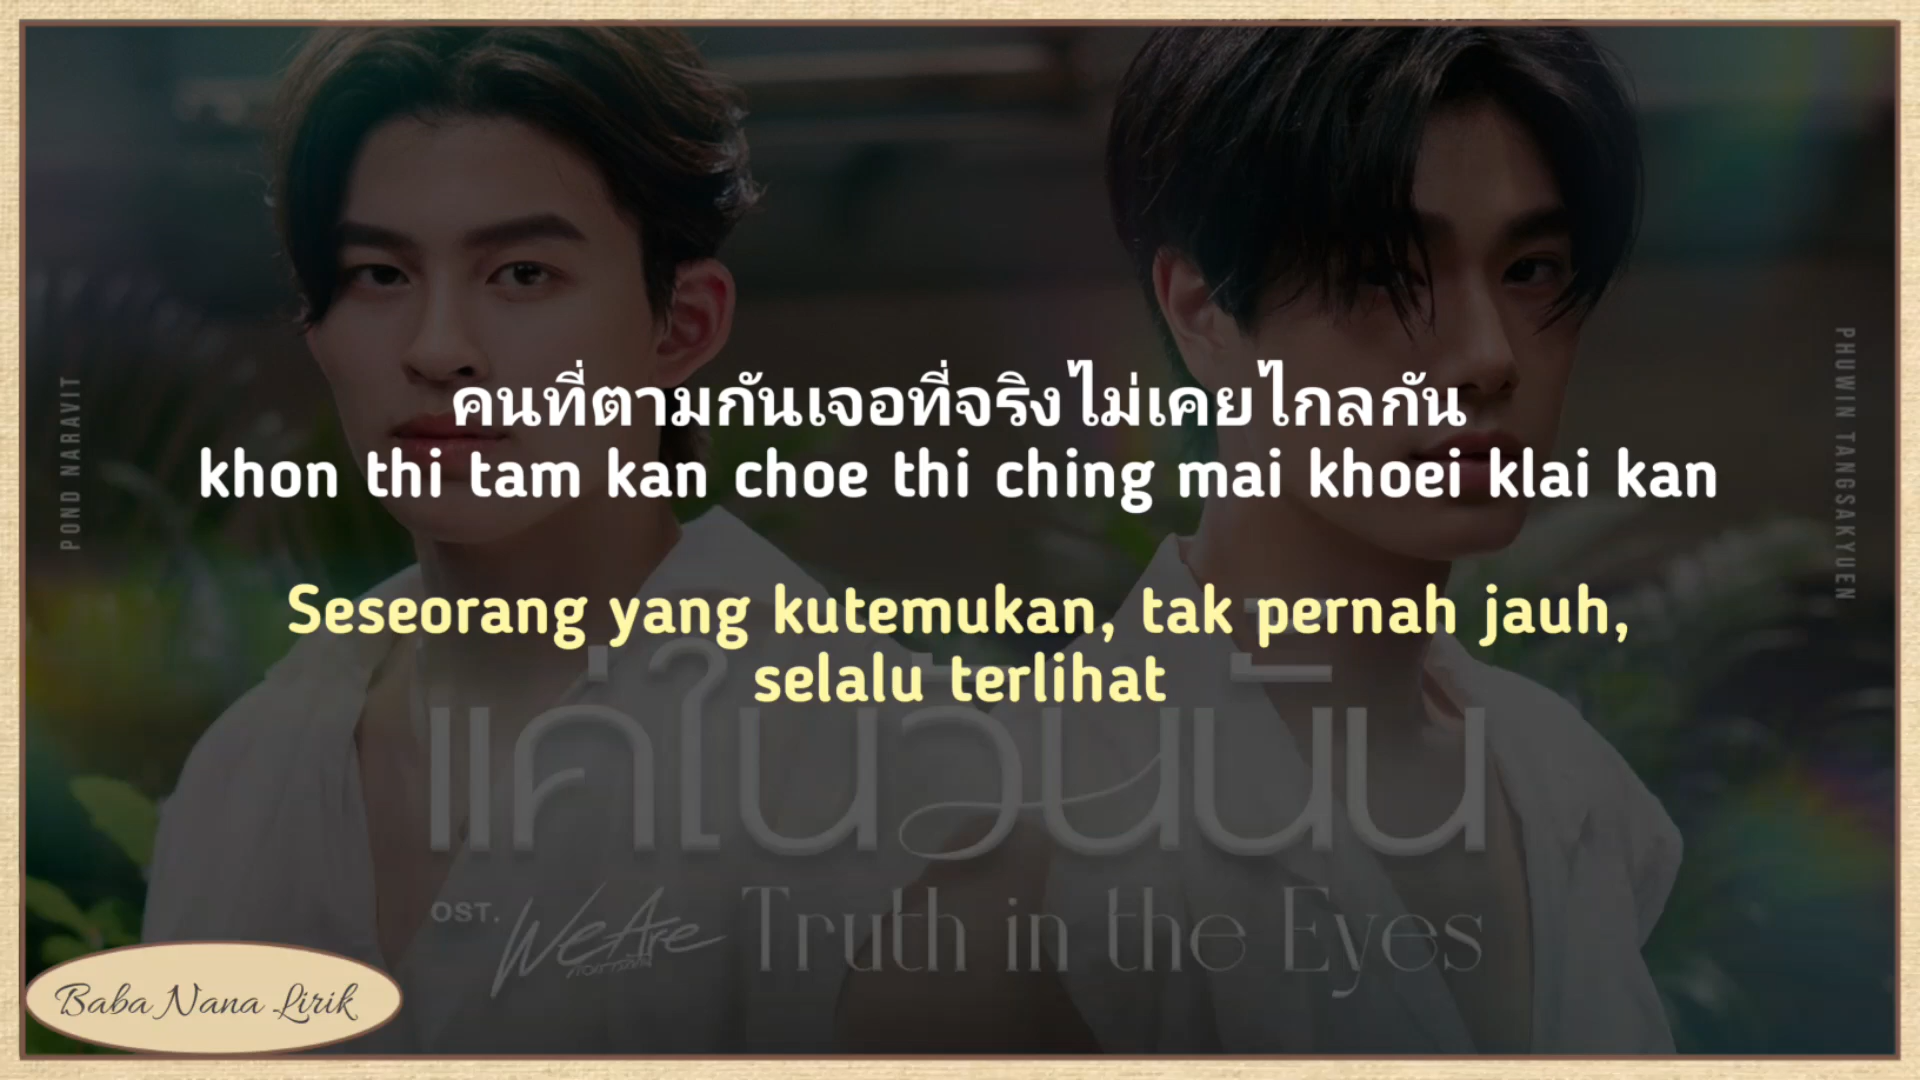 คนที่ตามกันเจอที่จริงไม่เคยไกลกัน
khon thi tam kan choe thi ching mai khoei klai kan
Seseorang yang kutemukan, tak pernah jauh,
selalu terlihat
POND NARAVIT
PHUWIN TANGSAKYUEN
แค่ในวันนั้น
OST. We Are Truth in the Eyes
Baba Nana Lirik